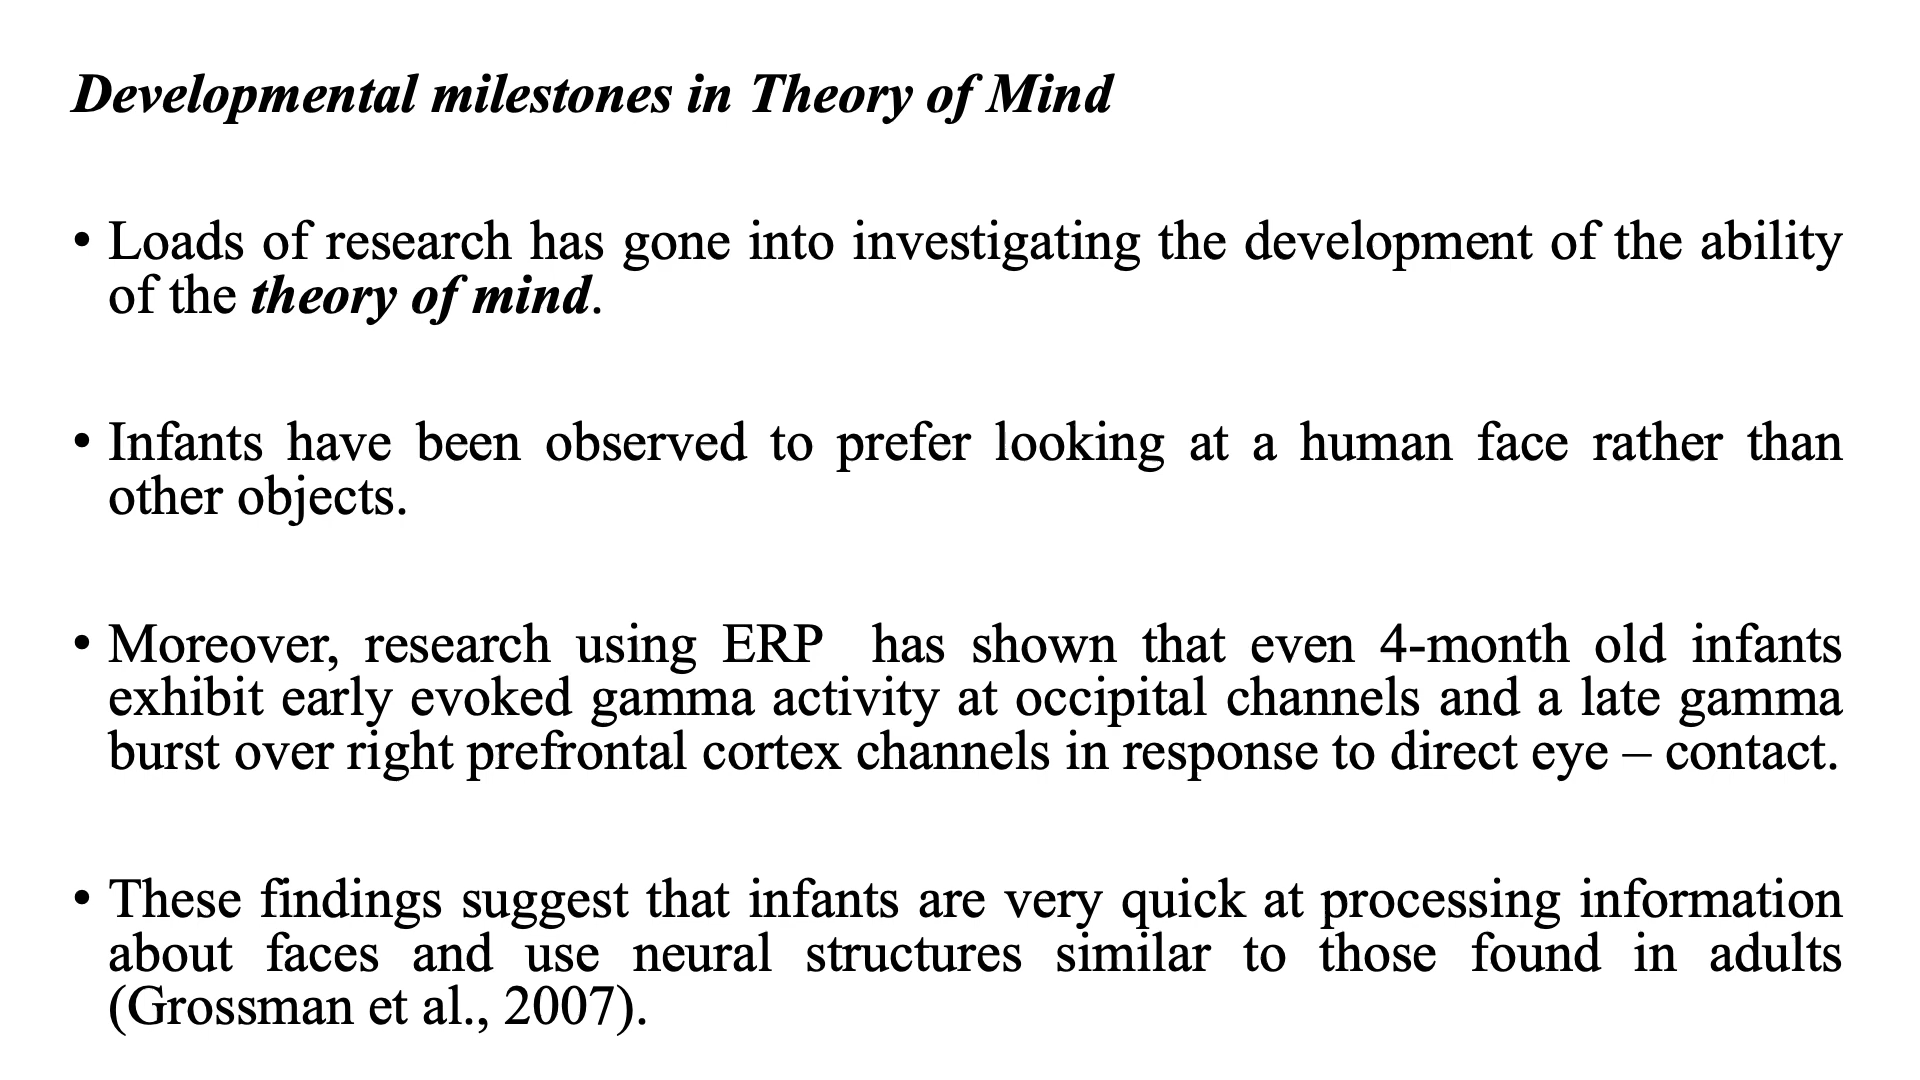 Developmental milestones in Theory of Mind
• Loads of research has gone into investigating the development of the ability
of the theory of mind.
• Infants have been observed to prefer looking at a human face rather than
other objects.
• Moreover, research using ERP  has shown that even 4-month old infants
exhibit early evoked gamma activity at occipital channels and a late gamma
burst over right prefrontal cortex channels in response to direct eye – contact.
• These findings suggest that infants are very quick at processing information
about faces and use neural structures similar to those found in adults
(Grossman et al., 2007).